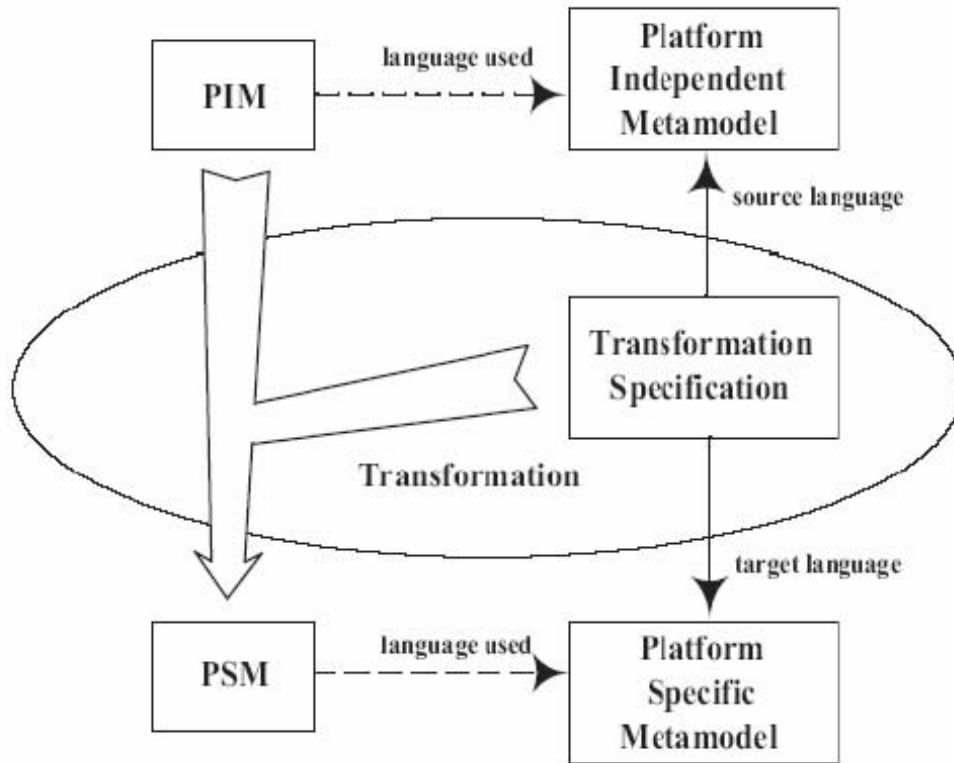 language used
PIM
Platform
Independent
Metamodel
source language
Transformation
Specification
Transformation
target language
language used
PSM
Platform
Specific
Metamodel